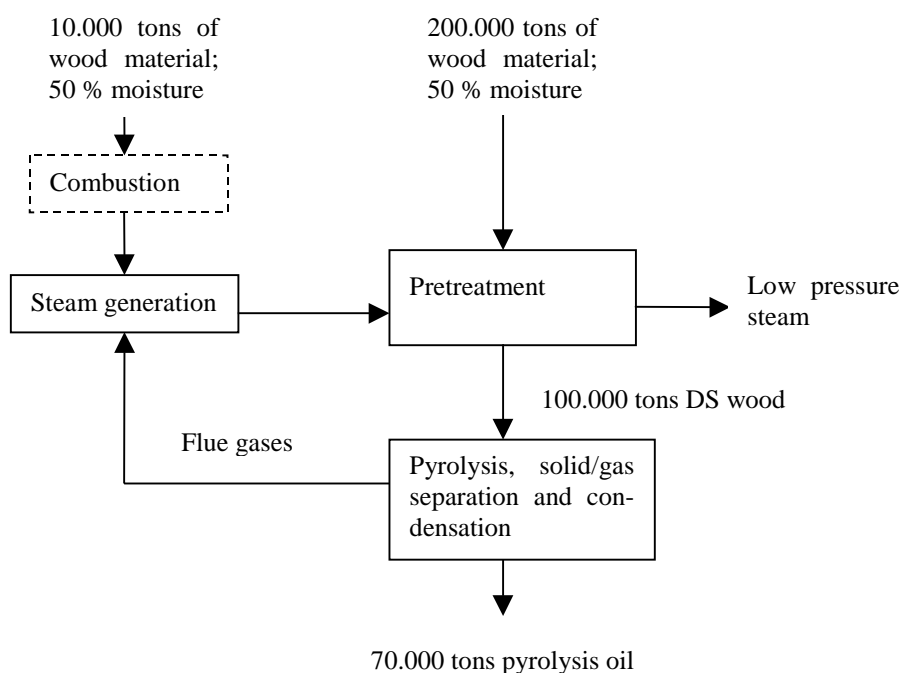 10.000 tons of
wood material;
50 % moisture
200.000 tons of
wood material;
50 % moisture
Combustion
Steam generation
Pretreatment
Low pressure
steam
100.000 tons DS wood
Flue gases
Pyrolysis, solid/gas
separation and con-
densation
70.000 tons pyrolysis oil